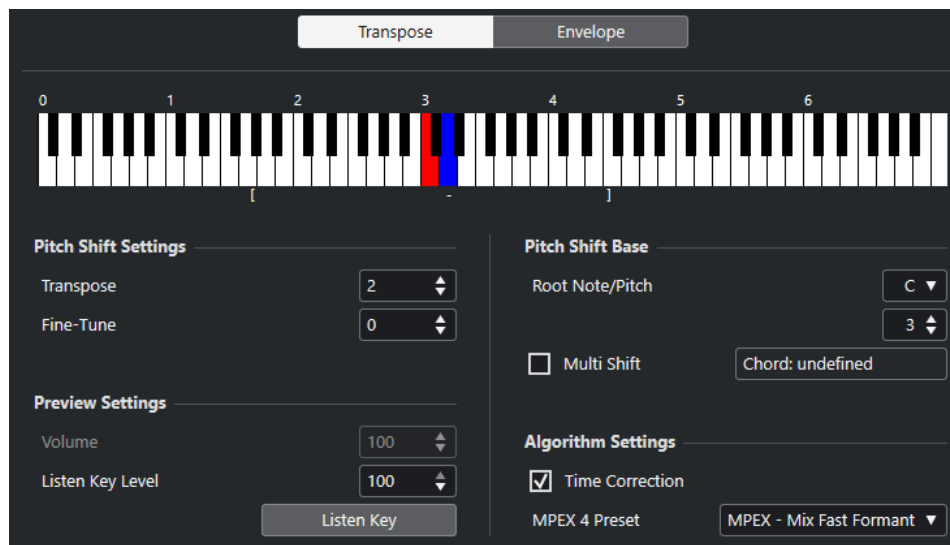 Transpose Envelope
0 1 2 3 4 5 6
[ - ]
Pitch Shift Settings
Transpose 2
Fine-Tune 0
Preview Settings
Volume 100
Listen Key Level 100
Listen Key
Pitch Shift Base
Root Note/Pitch C
3
Multi Shift Chord: undefined
Algorithm Settings
Time Correction
MPEX 4 Preset MPEX - Mix Fast Formant